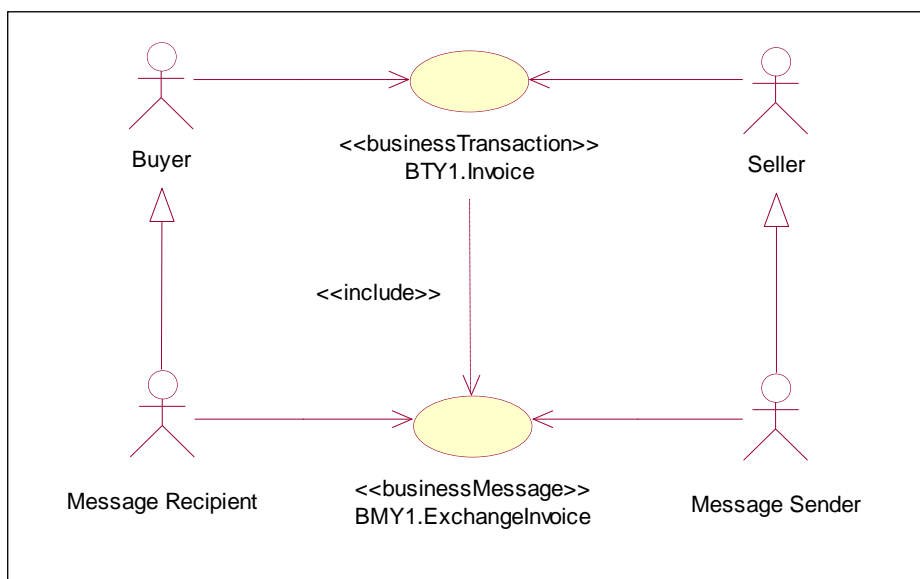 Buyer
<<businessTransaction>>
BTY1.Invoice
Seller
<<include>>
Message Recipient
<<businessMessage>>
BMY1.ExchangeInvoice
Message Sender